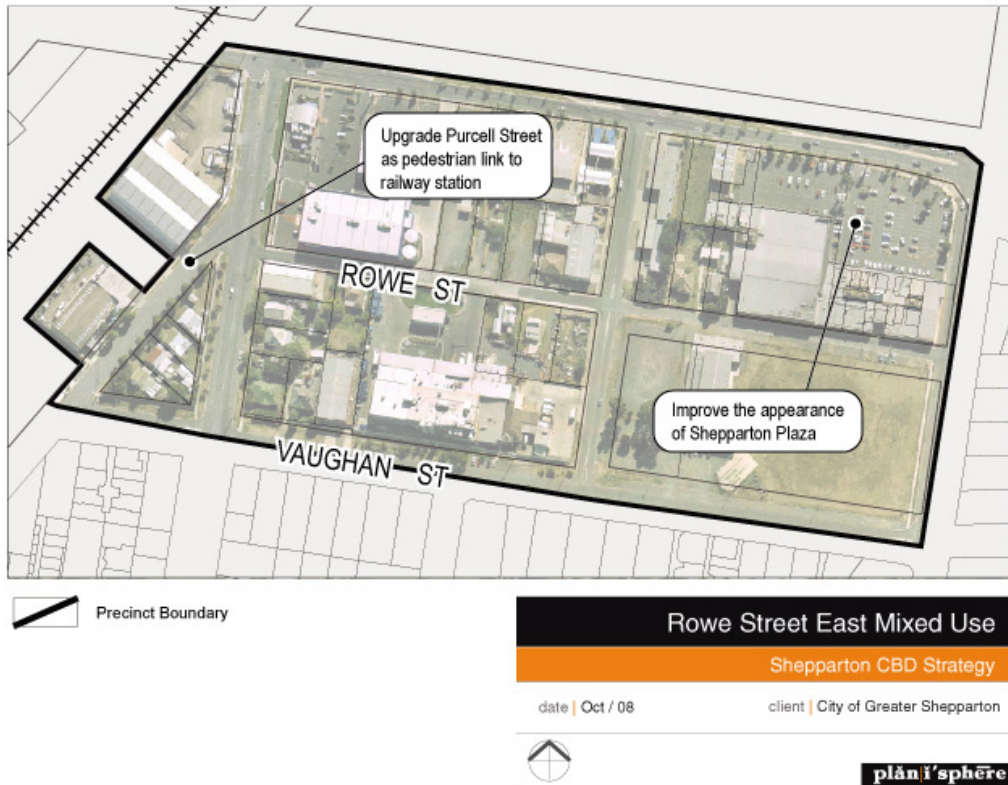 Upgrade Purcell Street
as pedestrian link to
railway station
ROWE ST
Improve the appearance
of Shepparton Plaza
VAUGHAN ST
Precinct Boundary
Rowe Street East Mixed Use
Shepparton CBD Strategy
date | Oct / 08
client | City of Greater Shepparton
plăn|ĭ'sphēre